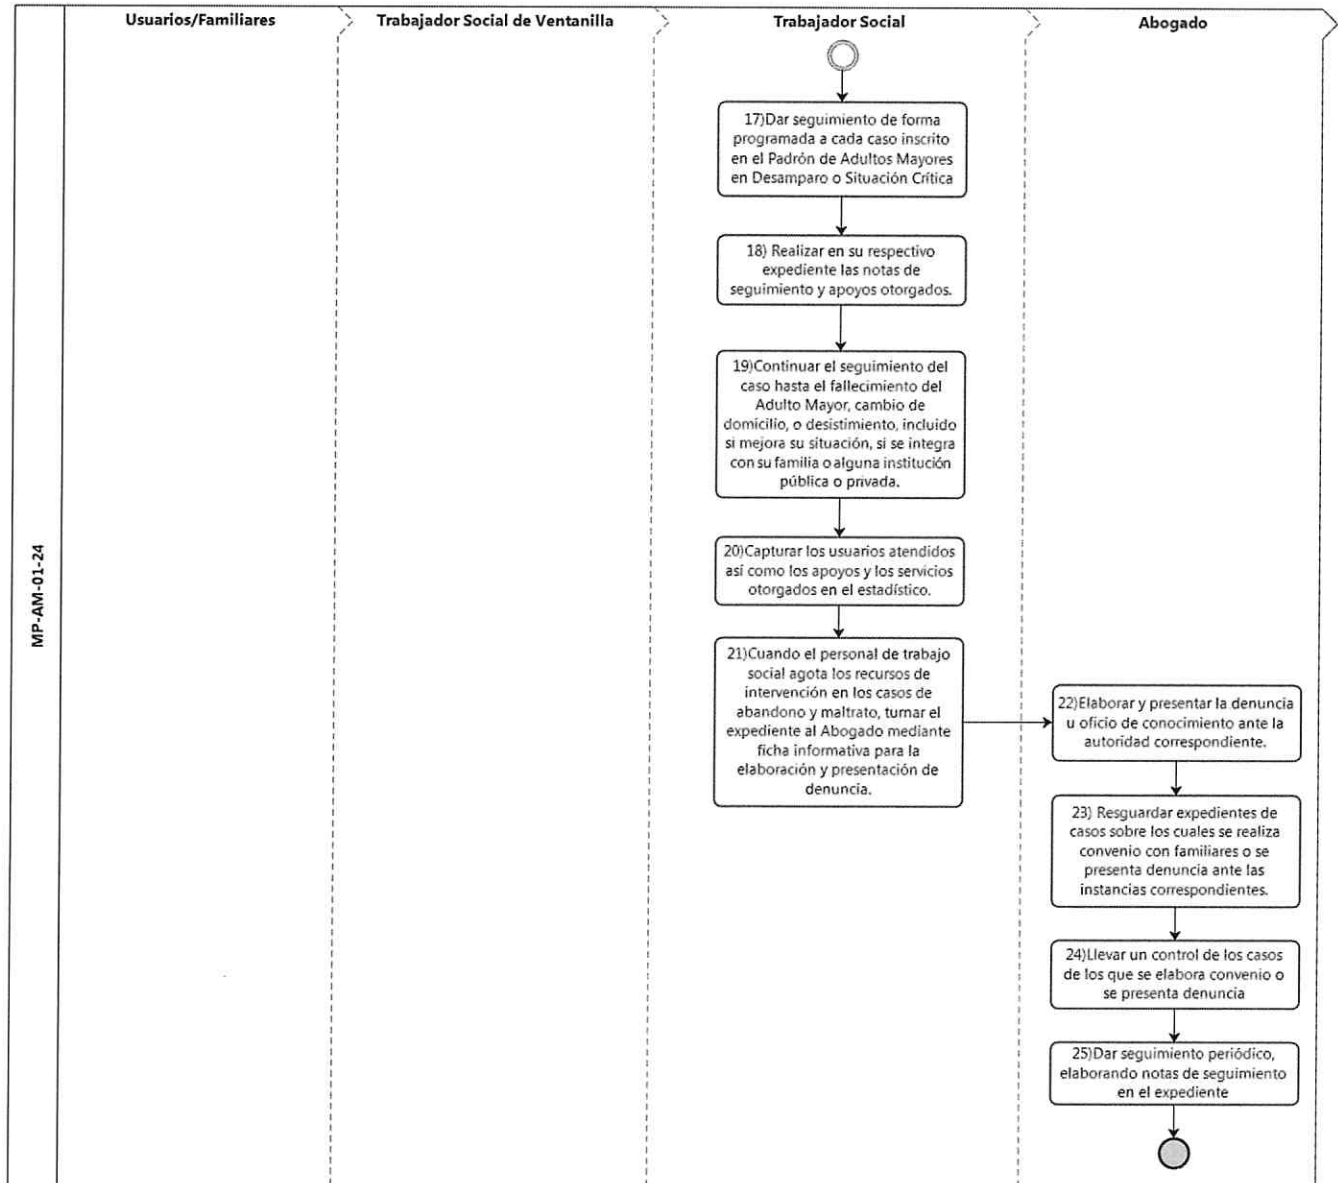 Usuarios/Familiares
Trabajador Social de Ventanilla
Trabajador Social
Abogado
MP-AM-01-24
17)Dar seguimiento de forma
programada a cada caso inscrito
en el Padrón de Adultos Mayores
en Desamparo o Situación Crítica
18) Realizar en su respectivo
expediente las notas de
seguimiento y apoyos otorgados.
19)Continuar el seguimiento del
caso hasta el fallecimiento del
Adulto Mayor, cambio de
domicilio, o desistimiento, incluido
si mejora su situación, si se integra
con su familia o alguna institución
pública o privada.
20)Capturar los usuarios atendidos
así como los apoyos y los servicios
otorgados en el estadístico.
21)Cuando el personal de trabajo
social agota los recursos de
intervención en los casos de
abandono y maltrato, turnar el
expediente al Abogado mediante
ficha informativa para la
elaboración y presentación de
denuncia.
22)Elaborar y presentar la denuncia
u oficio de conocimiento ante la
autoridad correspondiente.
23) Resguardar expedientes de
casos sobre los cuales se realiza
convenio con familiares o se
presenta denuncia ante las
instancias correspondientes.
24)Llevar un control de los casos
de los que se elabora convenio o
se presenta denuncia
25)Dar seguimiento periódico,
elaborando notas de seguimiento
en el expediente